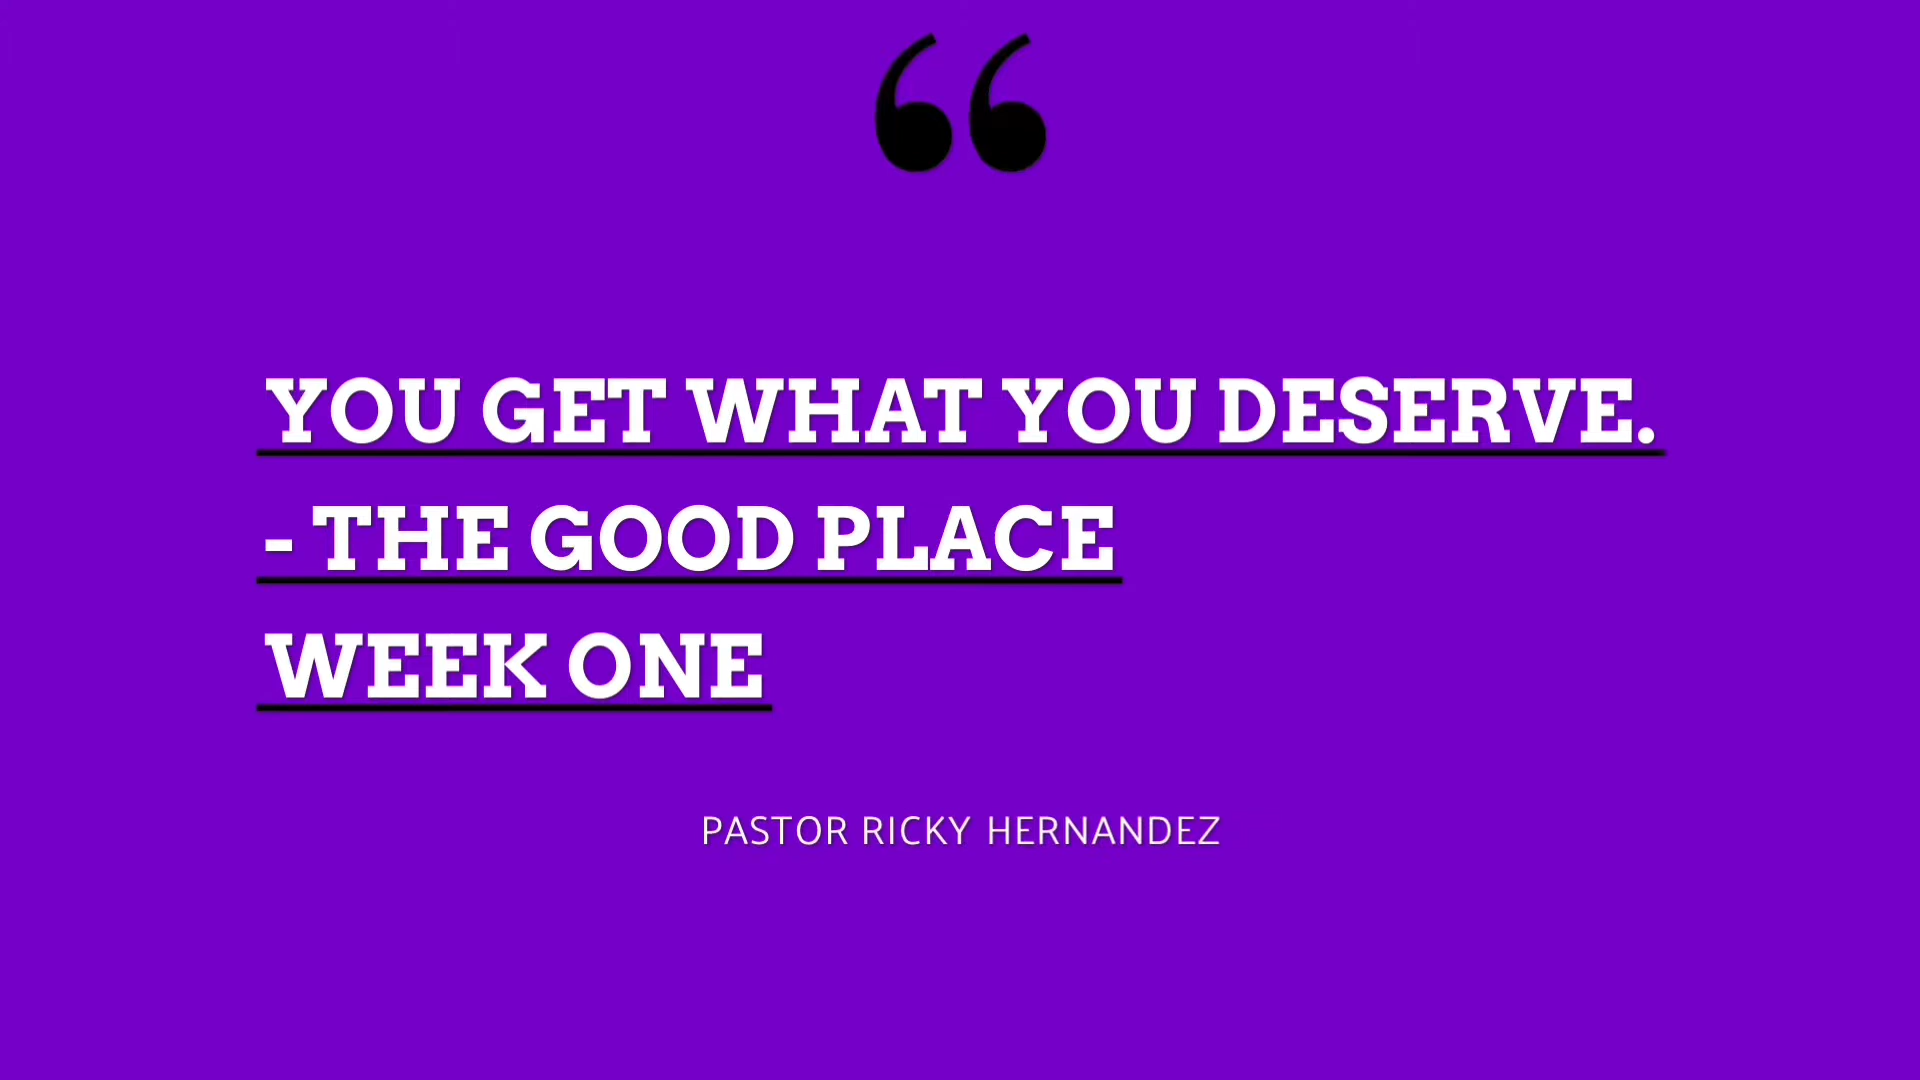 “
YOU GET WHAT YOU DESERVE.
- THE GOOD PLACE
WEEK ONE
PASTOR RICKY HERNANDEZ